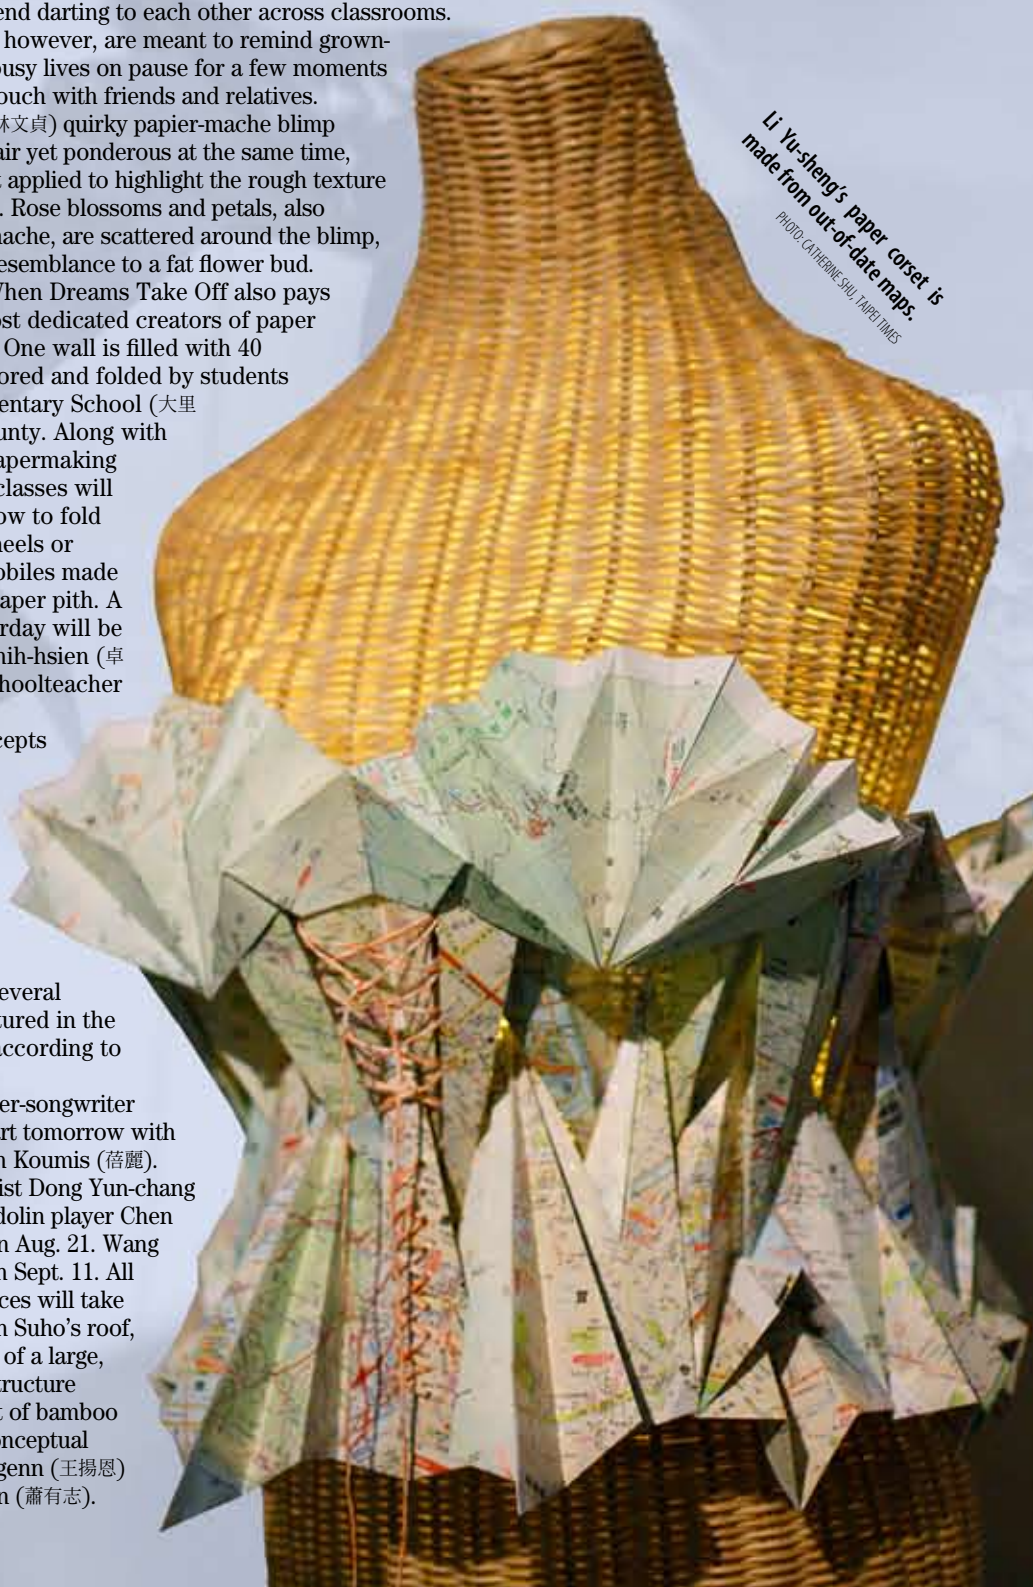 end darting to each other across classrooms.
however, are meant to remind grown-
ousy lives on pause for a few moments
ouch with friends and relatives.
林文貞) quirky papier-mache blimp
air yet ponderous at the same time,
t applied to highlight the rough texture
. Rose blossoms and petals, also
mache, are scattered around the blimp,
esemblance to a fat flower bud.
When Dreams Take Off also pays
ost dedicated creators of paper
One wall is filled with 40
ored and folded by students
entary School (大里
unty. Along with
apermaking
classes will
ow to fold
heels or
obiles made
aper pith. A
rday will be
hih-hsien (卓
hoolteacher
cepts
everal
tured in the
according to
er-songwriter
art tomorrow with
n Koumis (蓓麗).
ist Dong Yun-chang
dolin player Chen
n Aug. 21. Wang
n Sept. 11. All
ces will take
n Suho's roof,
of a large,
tructure
t of bamboo
onceptual
genn (王揚恩)
n (蕭有志).
Li Yu-sheng's paper corset is
made from out-of-date maps.
PHOTO: CATHERINE SHU, TAIPEI TIMES